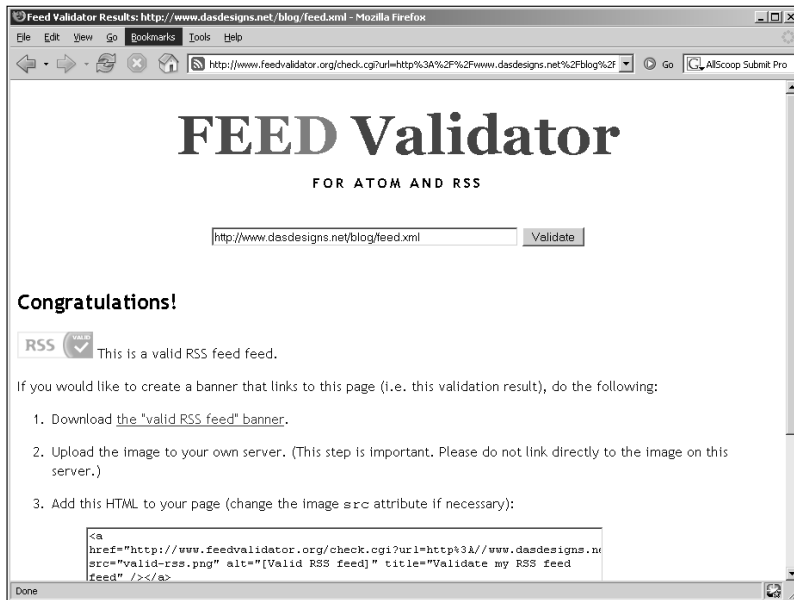 Feed Validator Results: http://www.dasdesigns.net/blog/feed.xml - Mozilla Firefox
File Edit View Go Bookmarks Tools Help
http://www.feedvalidator.org/check.cgi?url=http%3A%2F%2Fwww.dasdesigns.net%2Fblog%2F Go G AllScoop Submit Pro
FEED Validator
FOR ATOM AND RSS
http://www.dasdesigns.net/blog/feed.xml Validate
Congratulations!
RSS VALID This is a valid RSS feed feed.
If you would like to create a banner that links to this page (i.e. this validation result), do the following:
1. Download the "valid RSS feed" banner.
2. Upload the image to your own server. (This step is important. Please do not link directly to the image on this
server.)
3. Add this HTML to your page (change the image src attribute if necessary):
<a
href="http://www.feedvalidator.org/check.cgi?url=http%3A//www.dasdesigns.ne
src="valid-rss.png" alt="[Valid RSS feed]" title="Validate my RSS feed
feed" /></a>
Done